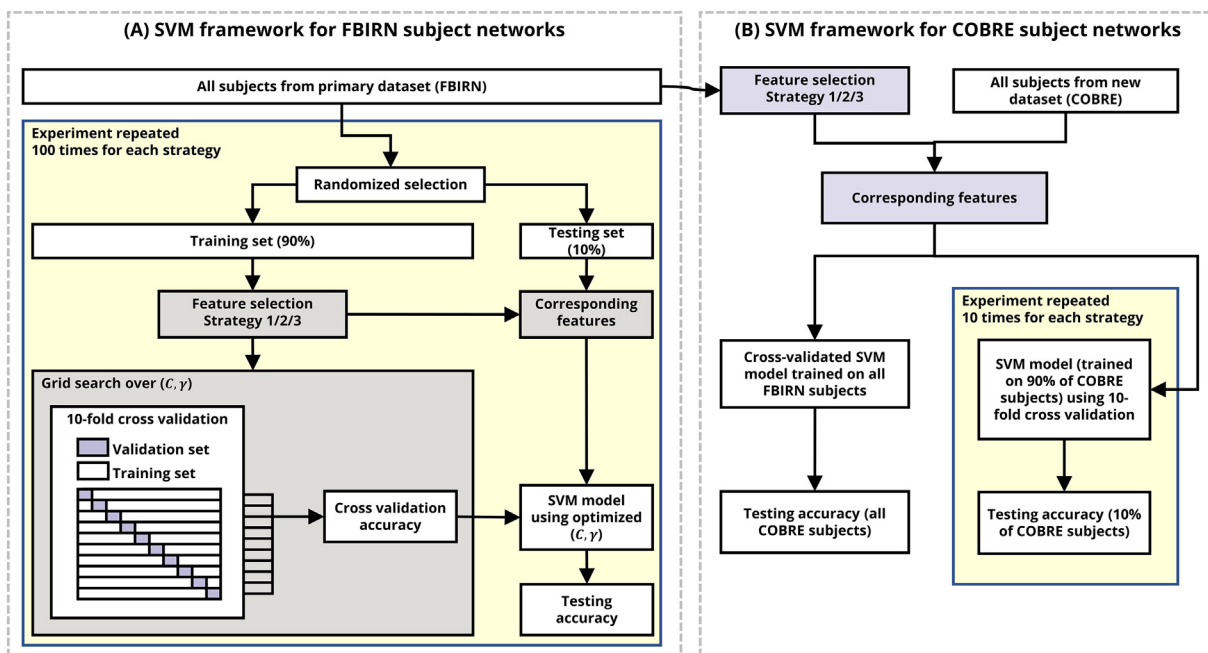 (A) SVM framework for FBIRN subject networks
All subjects from primary dataset (FBIRN)
Experiment repeated
100 times for each strategy
Randomized selection
Training set (90%)
Testing set
(10%)
Feature selection
Strategy 1/2/3
Corresponding
features
Grid search over (C, γ)
10-fold cross validation
Validation set
Training set
Cross validation
accuracy
SVM model
using optimized
(C, γ)
Testing
accuracy
(B) SVM framework for COBRE subject networks
Feature selection
Strategy 1/2/3
All subjects from new
dataset (COBRE)
Corresponding features
Cross-validated SVM
model trained on all
FBIRN subjects
Testing accuracy (all
COBRE subjects)
Experiment repeated
10 times for each strategy
SVM model (trained
on 90% of COBRE
subjects) using 10-
fold cross validation
Testing accuracy (10%
of COBRE subjects)